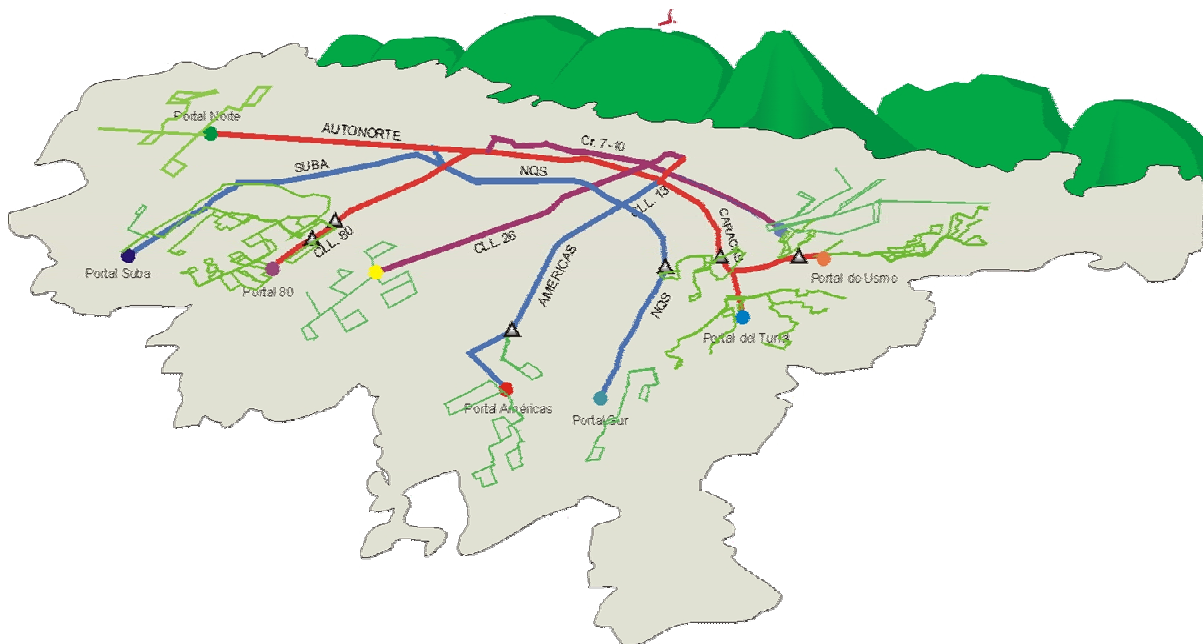 Portal Norte
AUTONORTE
Cr. 7-10
SUBA
NQS
CLL. 13
CARACAS
CLL. 80
CLL. 26
Portal Suba
Portal 80
AMERICAS
NQS
Portal de Usme
Portal del Tunal
Portal Américas
Portal Sur